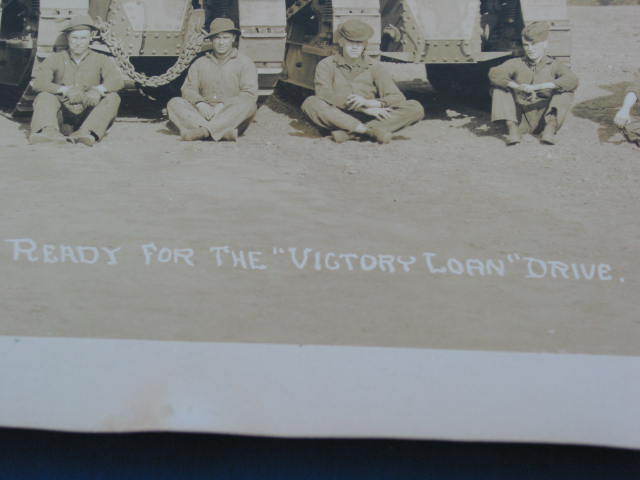 READY FOR THE "VICTORY LOAN" DRIVE.